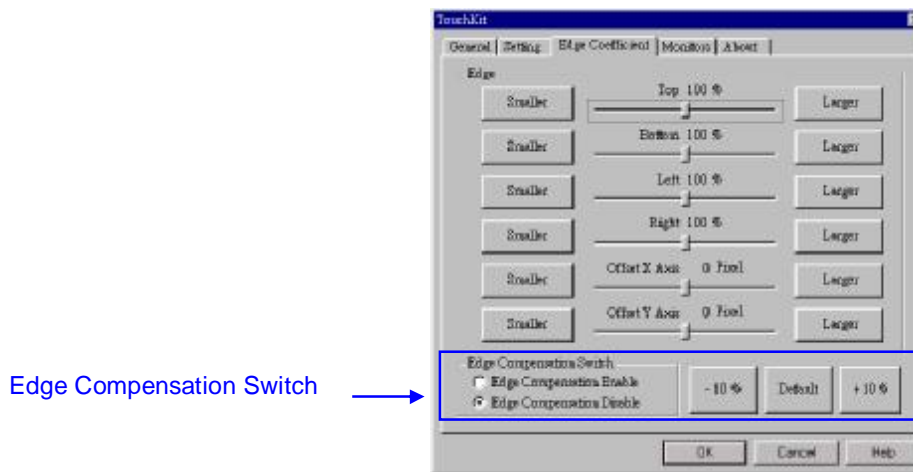 TouchKit
General Setting Edge Coefficient Monitors About
Edge
Top 100 %
Smaller Larger
Bottom 100 %
Smaller Larger
Left 100 %
Smaller Larger
Right 100 %
Smaller Larger
Offset X Axis 0 Pixel
Smaller Larger
Offset Y Axis 0 Pixel
Smaller Larger
Edge Compensation Switch
Edge Compensation Switch
Edge Compensation Enable
Edge Compensation Disable
-10 % Default +10 %
OK Cancel Help